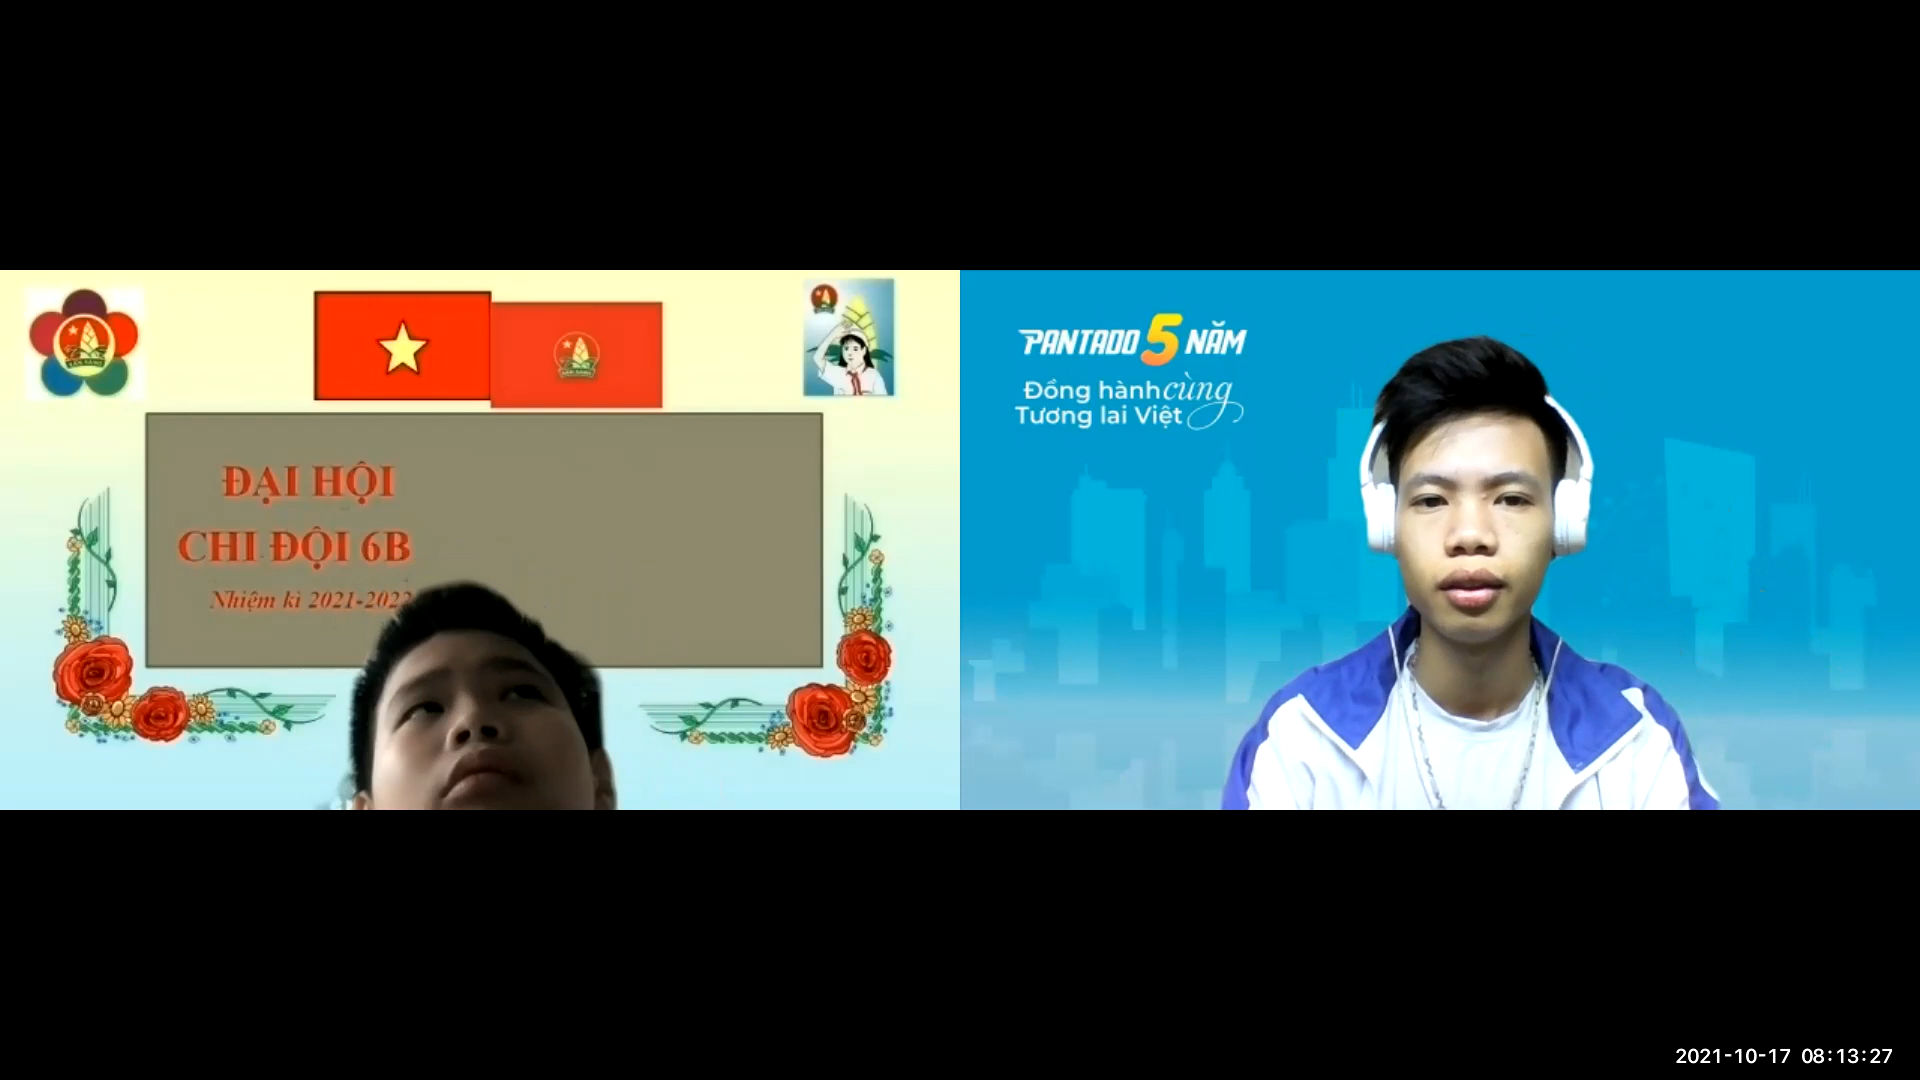 ĐẠI HỘI
CHI ĐỘI 6B
Nhiệm kì 2021-2022
PANTADO 5 NĂM
Đồng hành cùng
Tương lai Việt
2021-10-17 08:13:27